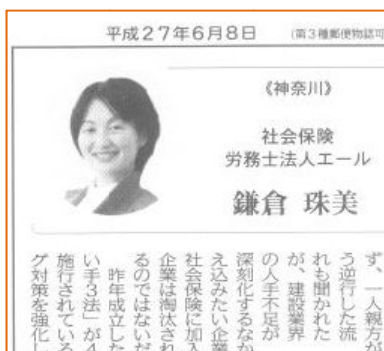 平成27年6月8日
(第3種郵便物認可
《神奈川》
社会保険
労務士法人エール
鎌倉 珠美
ず、一人親方が
う逆行した流
れも聞かれた
が、建設業界
の人手不足が
深刻化するなか
え込みたい企業
社会保険に加入
企業は淘汰され
るのではないだ
昨年成立した
い手3法」が4
施行されている
グ対策を強化し